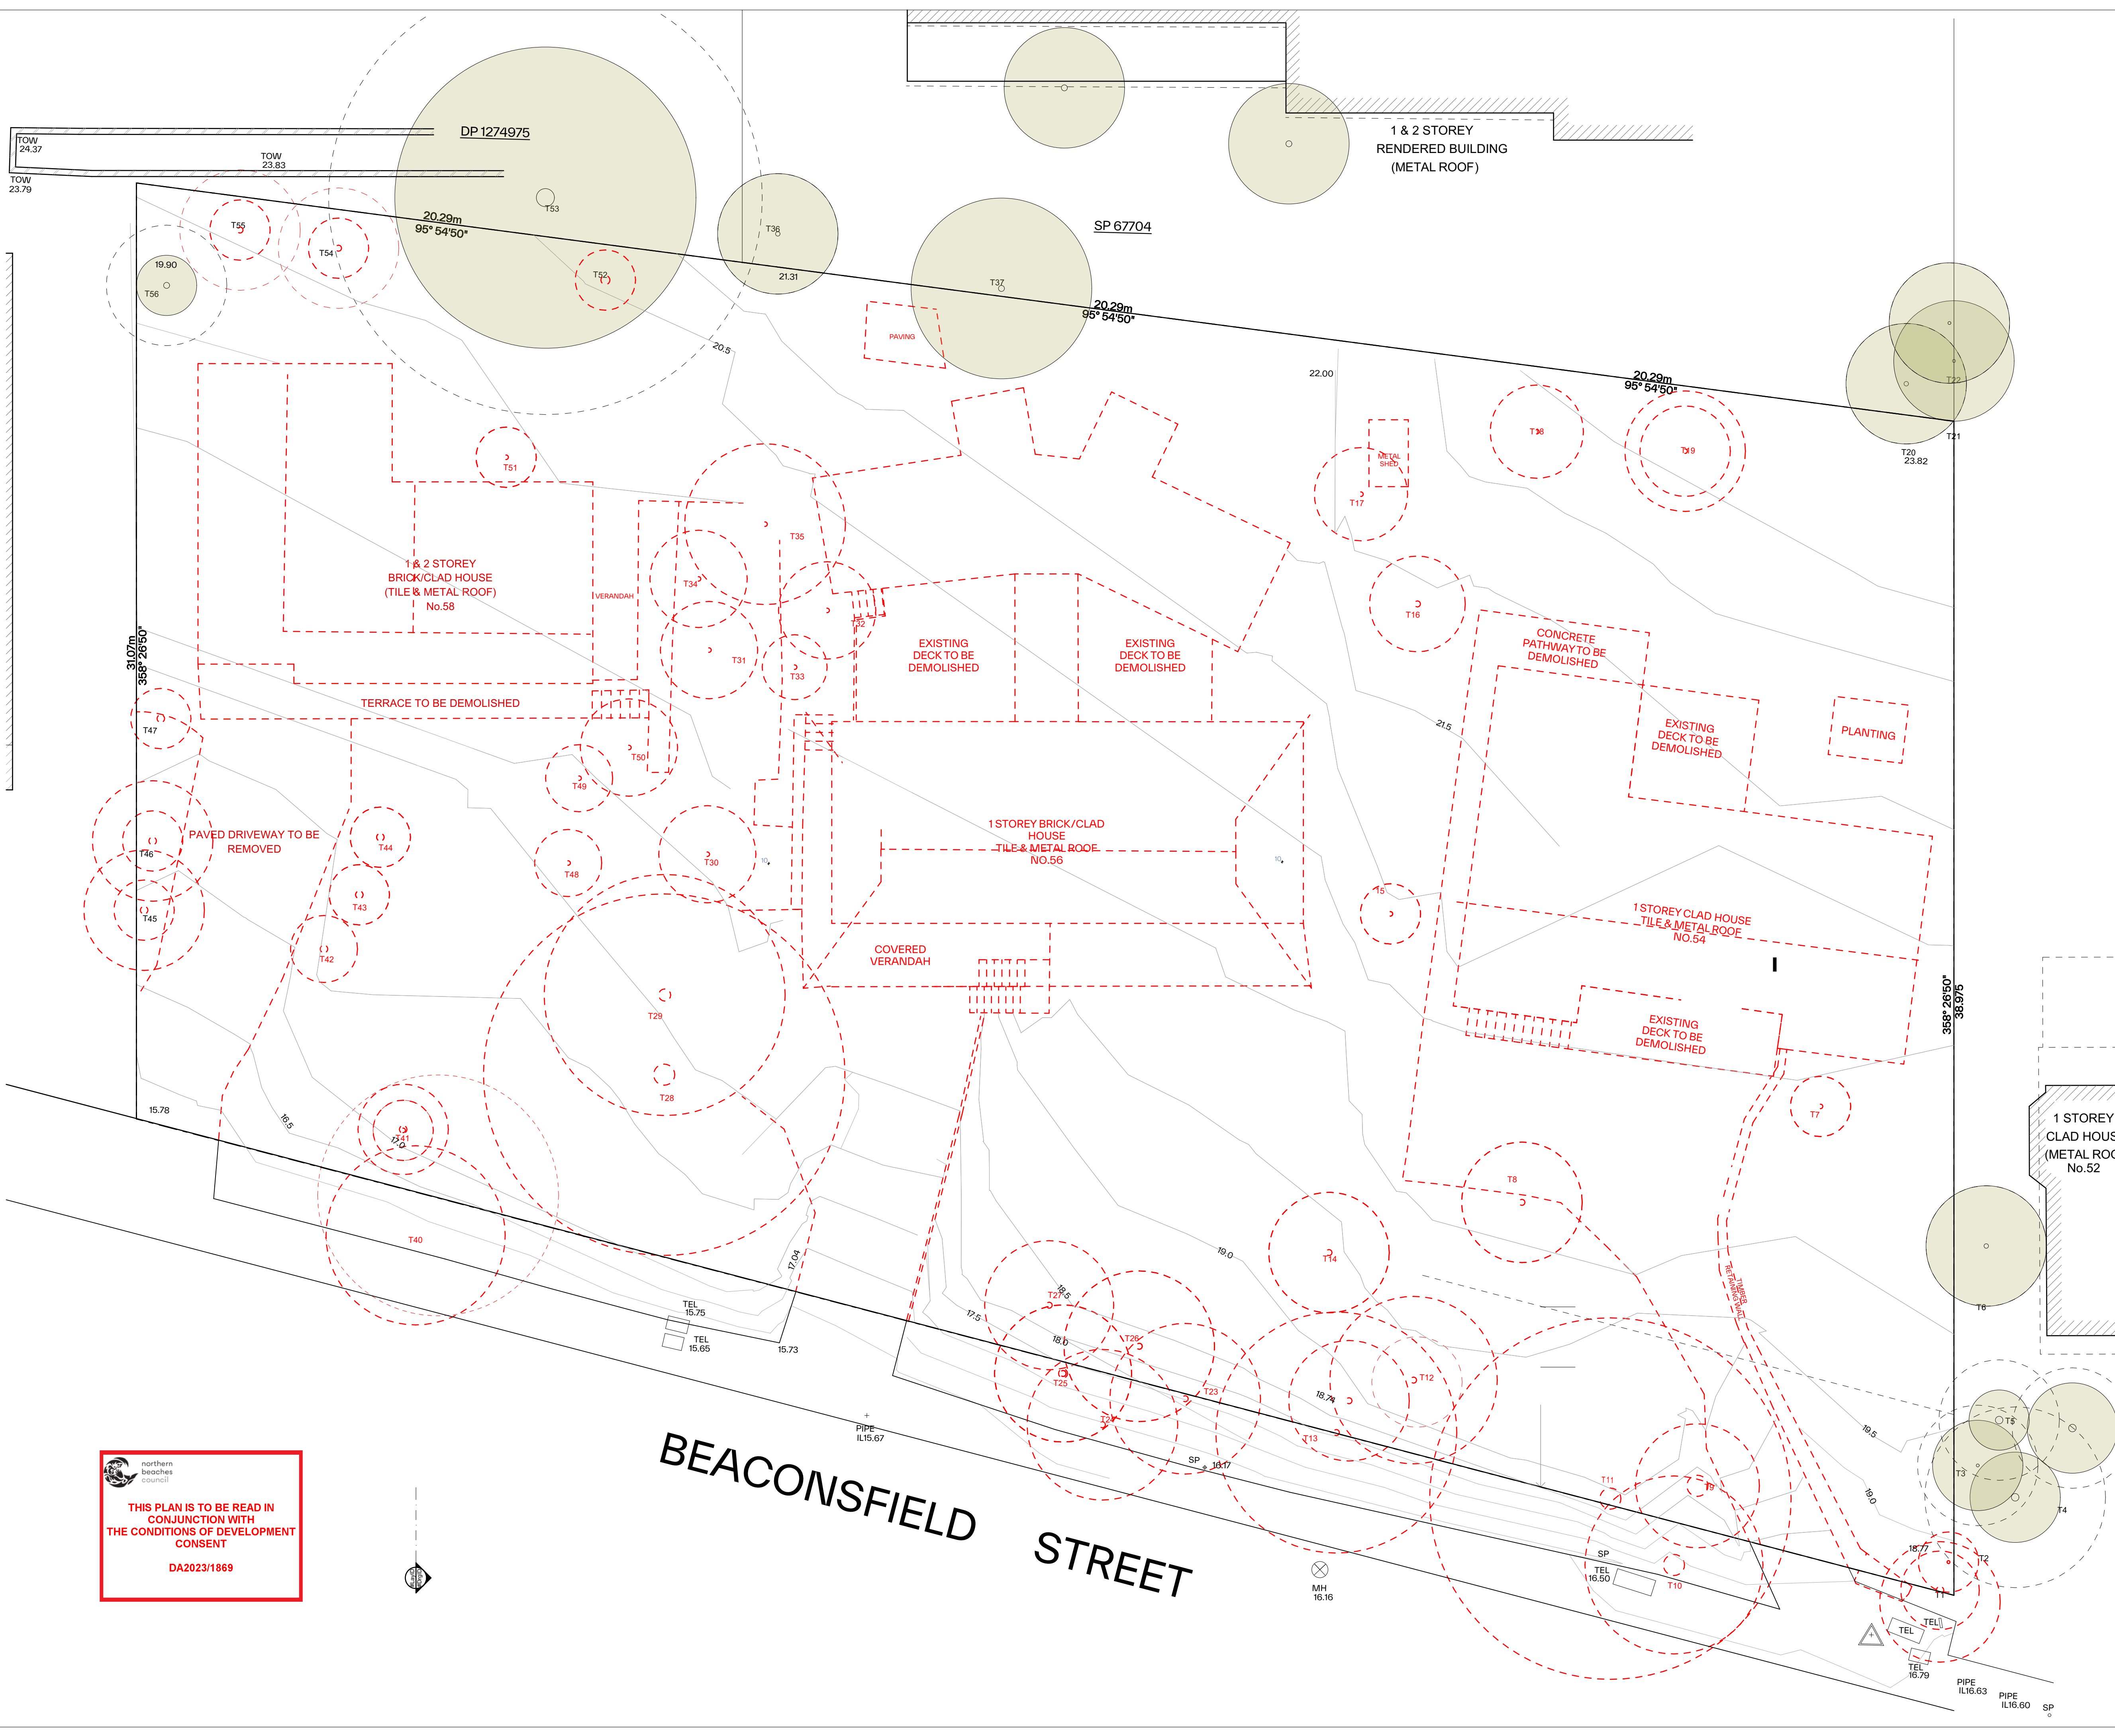 DP 1274975
TOW
24.37
TOW
23.83
TOW
23.79
1 & 2 STOREY
RENDERED BUILDING
(METAL ROOF)
SP 67704
T55
T54
T53
T36
20.29m
95° 54'50"
19.90
T56
T52
21.31
T37
20.29m
95° 54'50"
PAVING
20.5
22.00
20.29m
95° 54'50"
T22
T21
T20
23.82
T18
T19
METAL
SHED
T17
T51
T35
T34
1 & 2 STOREY
BRICK/CLAD HOUSE
(TILE & METAL ROOF)
No.58
VERANDAH
T32
T16
T31
T33
EXISTING
DECK TO BE
DEMOLISHED
EXISTING
DECK TO BE
DEMOLISHED
CONCRETE
PATHWAY TO BE
DEMOLISHED
31.07m
358° 26'50"
TERRACE TO BE DEMOLISHED
T47
T50
T49
21.5
EXISTING
DECK TO BE
DEMOLISHED
PLANTING
PAVED DRIVEWAY TO BE
REMOVED
T46
T44
T48
T30
10
1 STOREY BRICK/CLAD
HOUSE
TILE & METAL ROOF
NO.56
10
15
T45
T43
T42
COVERED
VERANDAH
1 STOREY CLAD HOUSE
TILE & METAL ROOF
NO.54
358° 26'50"
38.975
T29
T28
EXISTING
DECK TO BE
DEMOLISHED
15.78
16.5
T41
17.0
T7
1 STOREY
CLAD HOUS
(METAL ROO
No.52
T8
T40
17.04
T14
19.0
TIMBER
RETAINING WALL
T6
TEL
15.75
TEL
15.65
15.73
T27
18.5
17.5
18.0
T26
T25
T23
T24
18.74
T12
T13
PIPE
IL15.67
SP
16.17
T11
T9
T10
19.5
19.0
T5
T3
T4
BEACONSFIELD STREET
northern
beaches
council
THIS PLAN IS TO BE READ IN
CONJUNCTION WITH
THE CONDITIONS OF DEVELOPMENT
CONSENT
DA2023/1869
MH
16.16
SP
TEL
16.50
18.77
T2
T1
TEL
TEL
TEL
16.79
PIPE
IL16.63
PIPE
IL16.60
SP